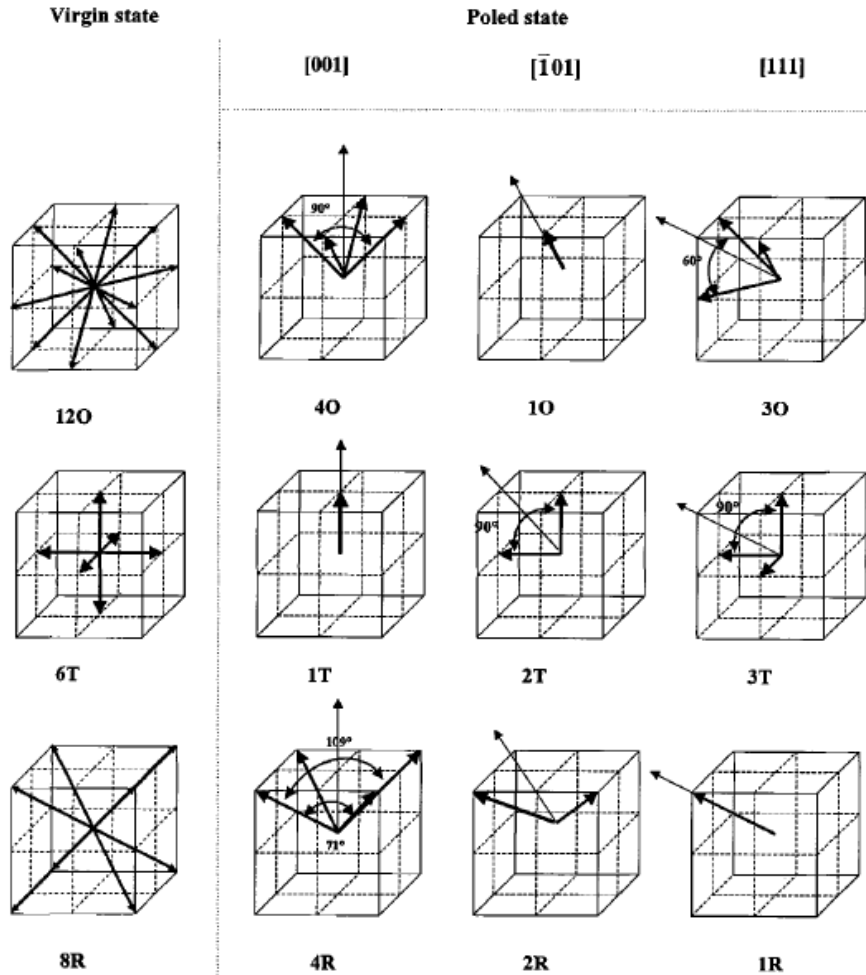 Virgin state Poled state
[001] [1̅01] [111]
90°
60°
12O 4O 1O 3O
90° 90°
6T 1T 2T 3T
109°
71°
8R 4R 2R 1R